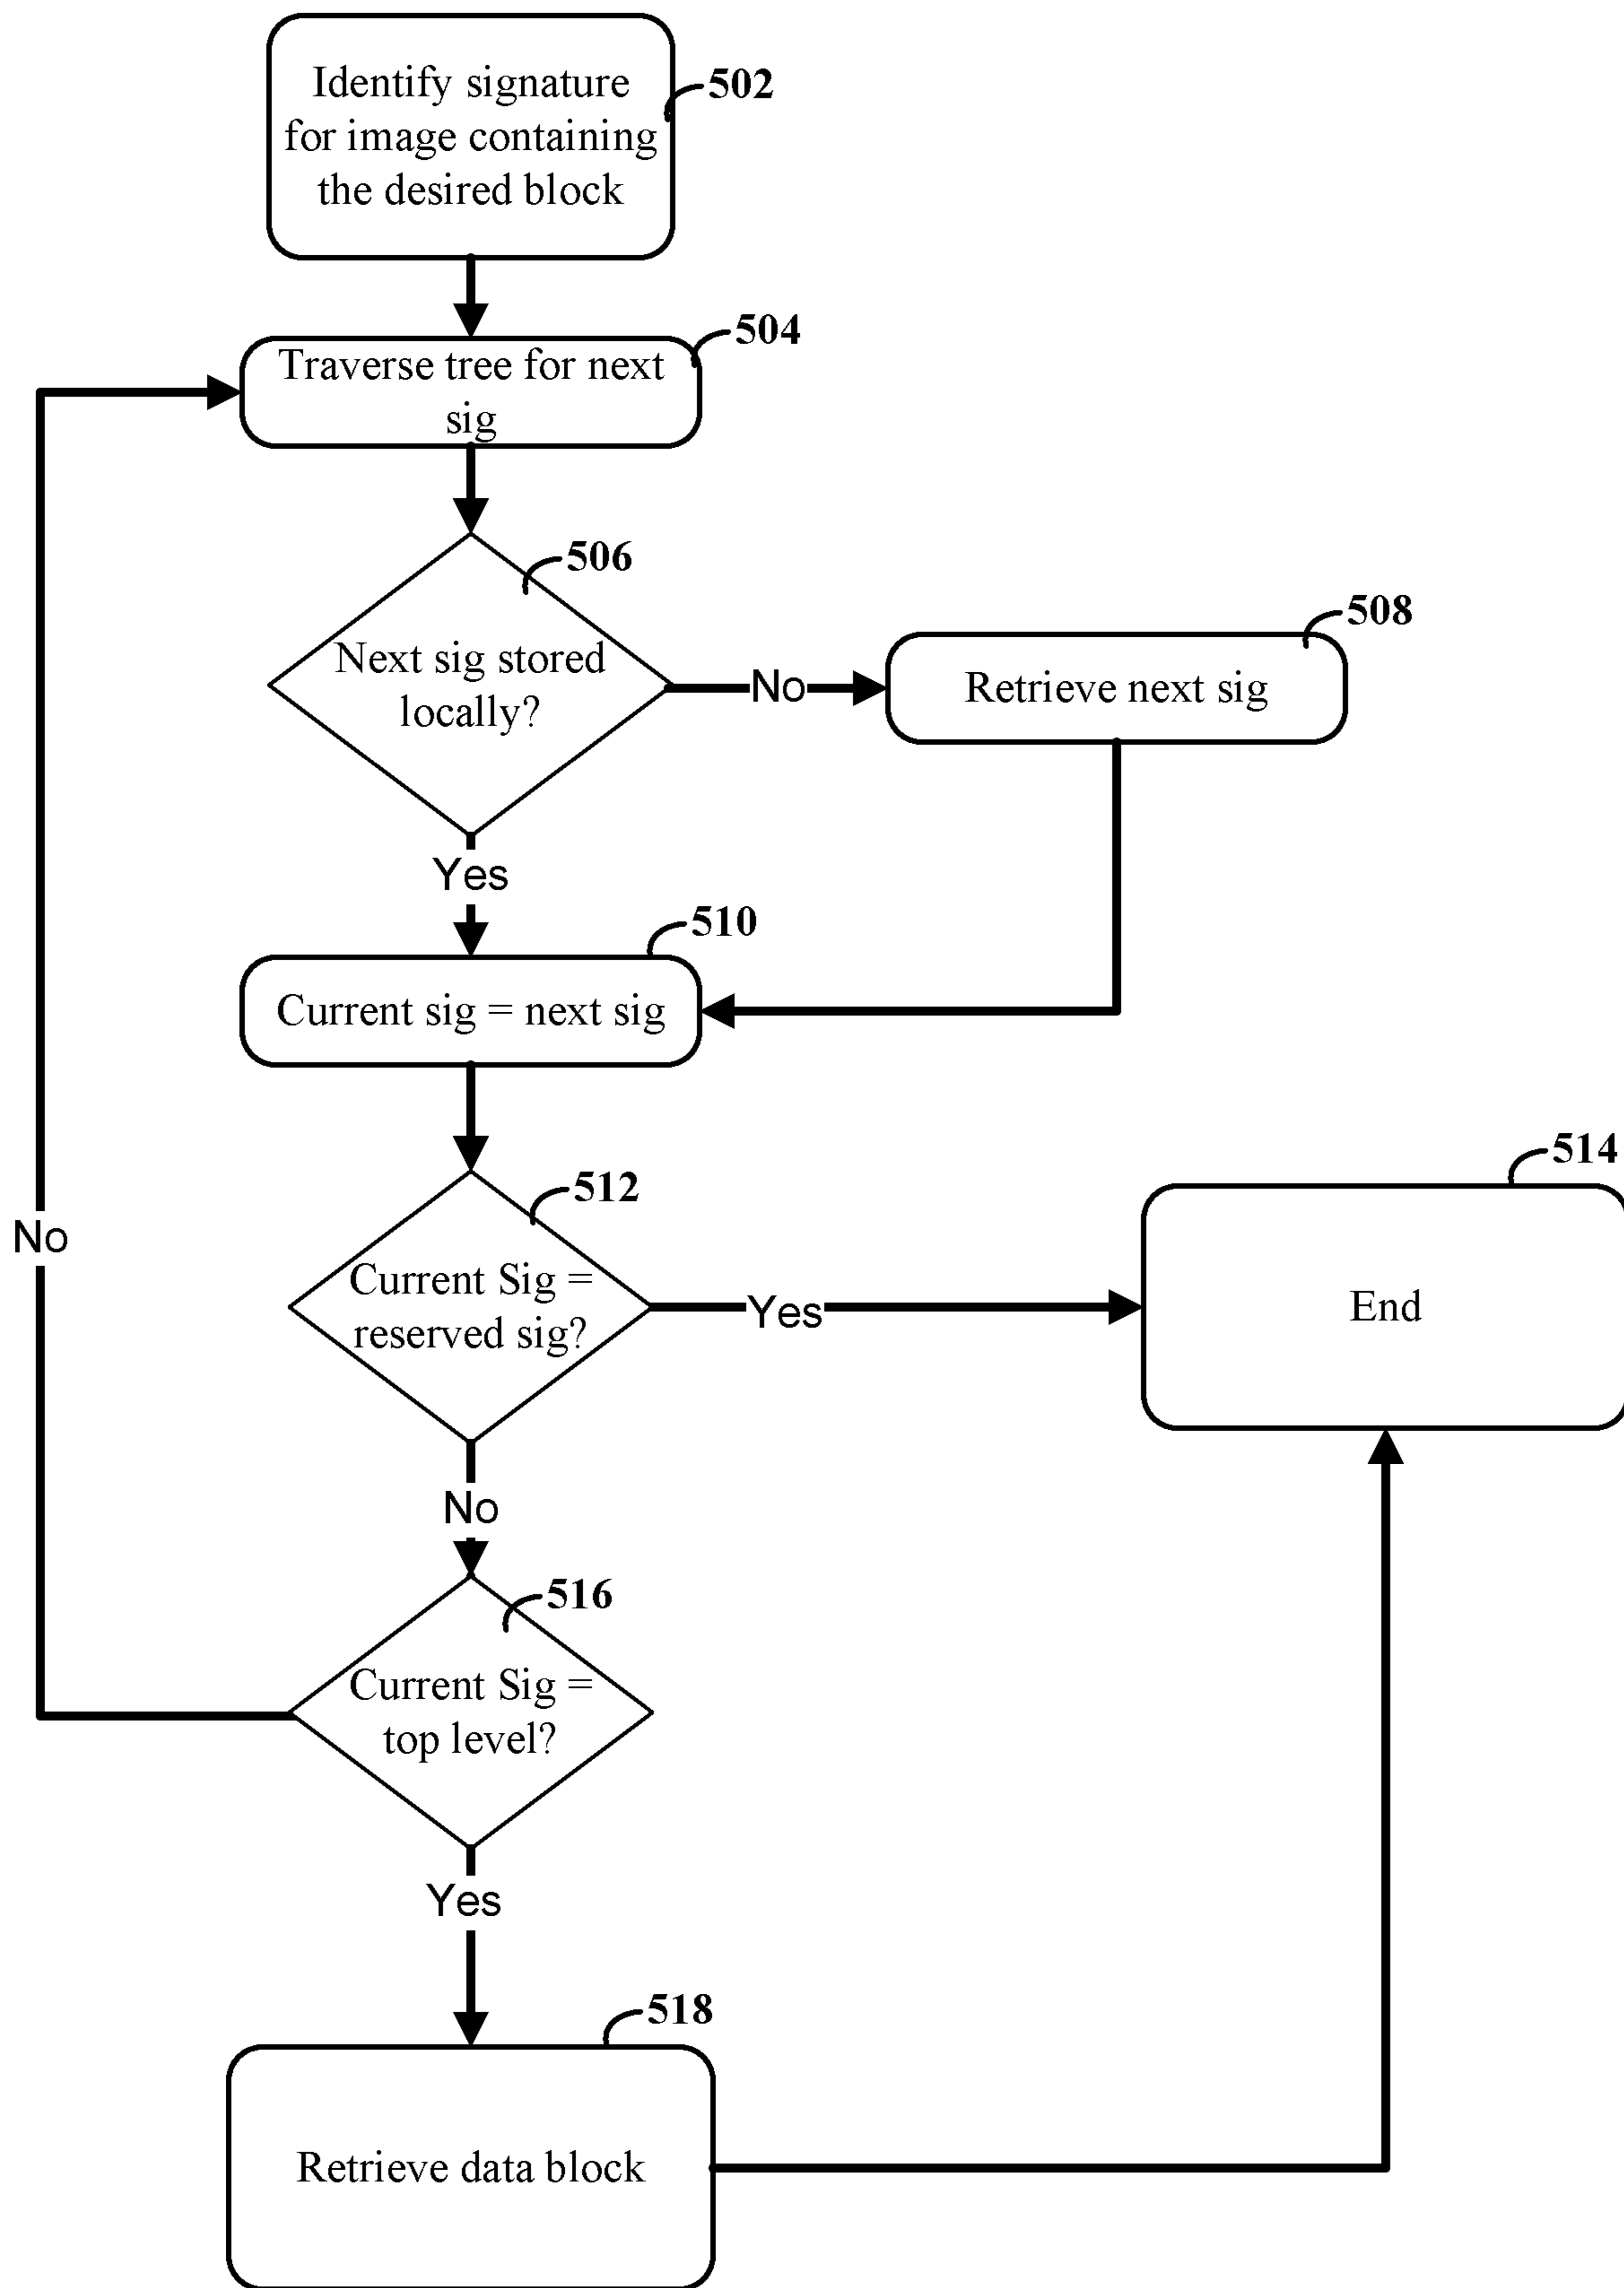 Identify signature
for image containing
the desired block
502
504
Traverse tree for next
sig
506
Next sig stored
locally?
No
508
Retrieve next sig
Yes
510
Current sig = next sig
512
Current Sig =
reserved sig?
Yes
514
End
No
No
516
Current Sig =
top level?
Yes
518
Retrieve data block